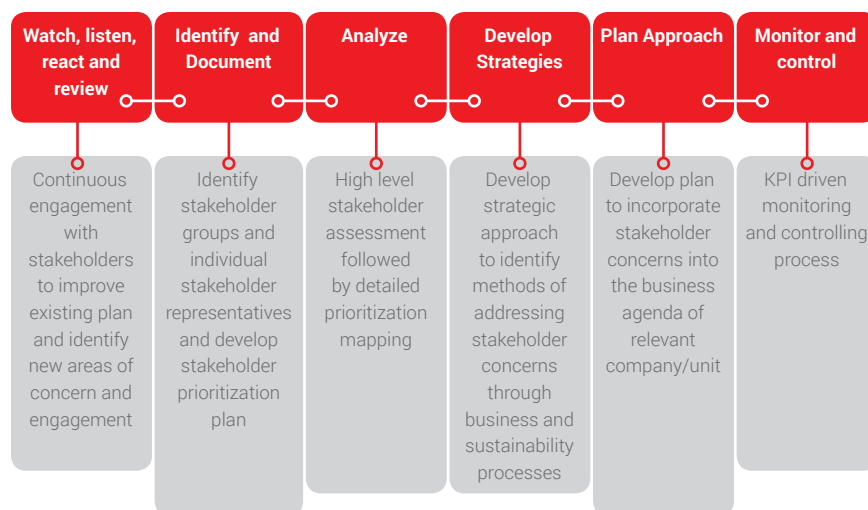 Watch, listen,
react and
review
Identify and
Document
Analyze
Develop
Strategies
Plan Approach
Monitor and
control
Continuous
engagement
with
stakeholders
to improve
existing plan
and identify
new areas of
concern and
engagement
Identify
stakeholder
groups and
individual
stakeholder
representatives
and develop
stakeholder
prioritization
plan
High level
stakeholder
assessment
followed
by detailed
prioritization
mapping
Develop
strategic
approach
to identify
methods of
addressing
stakeholder
concerns
through
business and
sustainability
processes
Develop plan
to incorporate
stakeholder
concerns into
the business
agenda of
relevant
company/unit
KPI driven
monitoring
and controlling
process